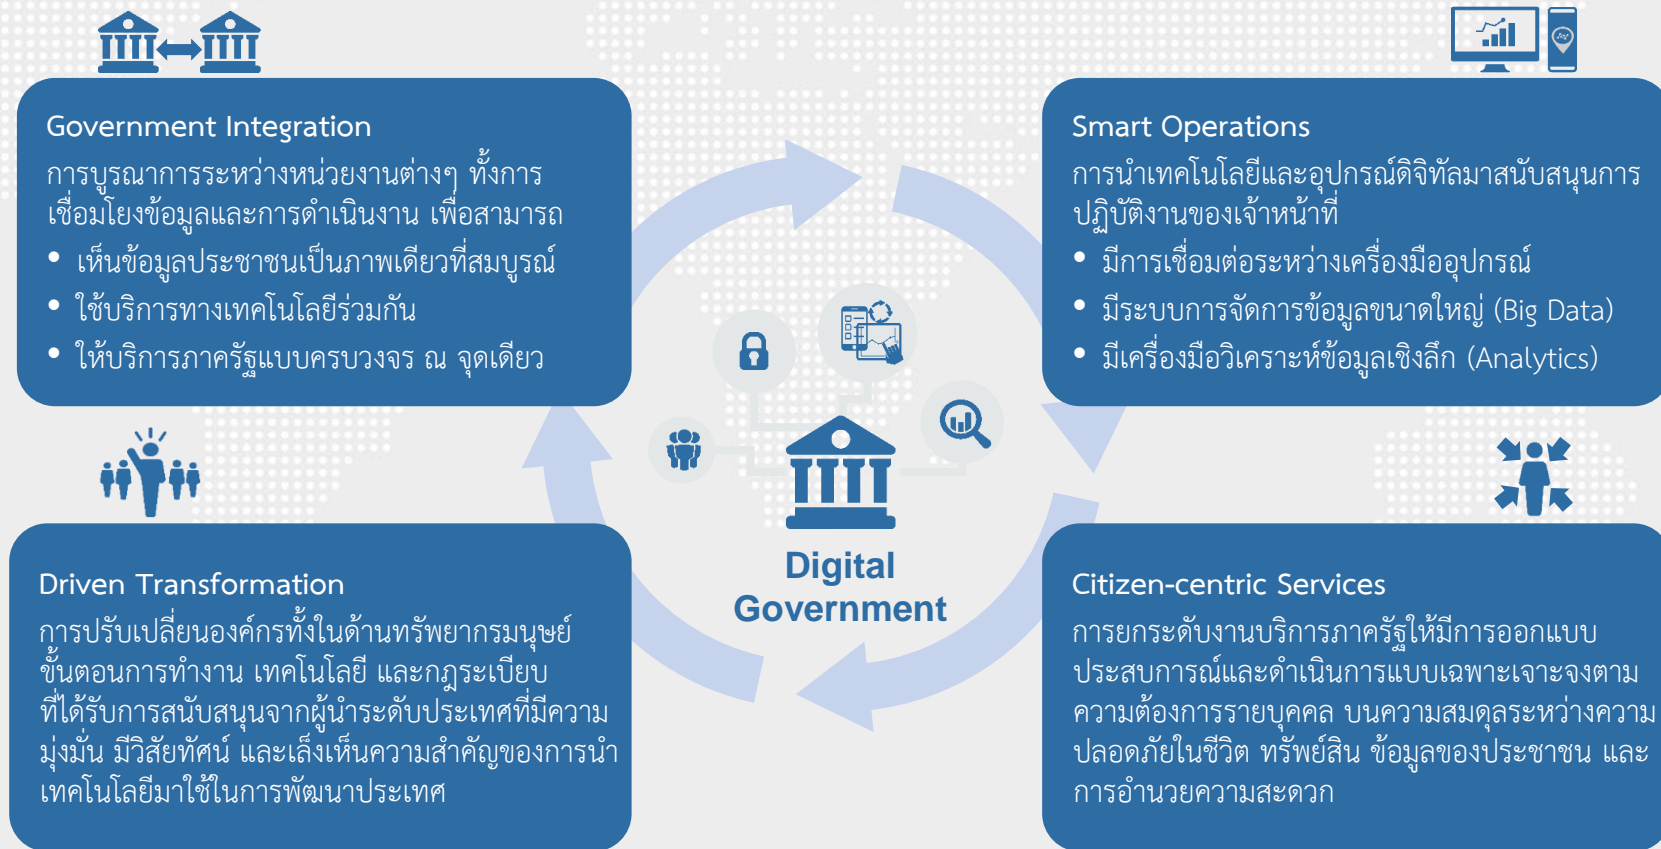 Government Integration
การบูรณาการระหว่างหน่วยงานต่างๆ ทั้งการ
เชื่อมโยงข้อมูลและการดำเนินงาน เพื่อสามารถ
• เห็นข้อมูลประชาชนเป็นภาพเดียวที่สมบูรณ์
• ใช้บริการทางเทคโนโลยีร่วมกัน
• ให้บริการภาครัฐแบบครบวงจร ณ จุดเดียว
Smart Operations
การนำเทคโนโลยีและอุปกรณ์ดิจิทัลมาสนับสนุนการ
ปฏิบัติงานของเจ้าหน้าที่
• มีการเชื่อมต่อระหว่างเครื่องมืออุปกรณ์
• มีระบบการจัดการข้อมูลขนาดใหญ่ (Big Data)
• มีเครื่องมือวิเคราะห์ข้อมูลเชิงลึก (Analytics)
Digital
Government
Driven Transformation
การปรับเปลี่ยนองค์กรทั้งในด้านทรัพยากรมนุษย์
ขั้นตอนการทำงาน เทคโนโลยี และกฎระเบียบ
ที่ได้รับการสนับสนุนจากผู้นำระดับประเทศที่มีความ
มุ่งมั่น มีวิสัยทัศน์ และเล็งเห็นความสำคัญของการนำ
เทคโนโลยีมาใช้ในการพัฒนาประเทศ
Citizen-centric Services
การยกระดับงานบริการภาครัฐให้มีการออกแบบ
ประสบการณ์และดำเนินการแบบเฉพาะเจาะจงตาม
ความต้องการรายบุคคล บนความสมดุลระหว่างความ
ปลอดภัยในชีวิต ทรัพย์สิน ข้อมูลของประชาชน และ
การอำนวยความสะดวก